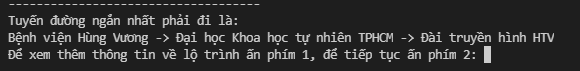 -----------------------------------
Tuyến đường ngắn nhất phải đi là:
Bệnh viện Hùng Vương -> Đại học Khoa học tự nhiên TPHCM -> Đài truyền hình HTV
Để xem thêm thông tin về lộ trình ấn phím 1, để tiếp tục ấn phím 2: